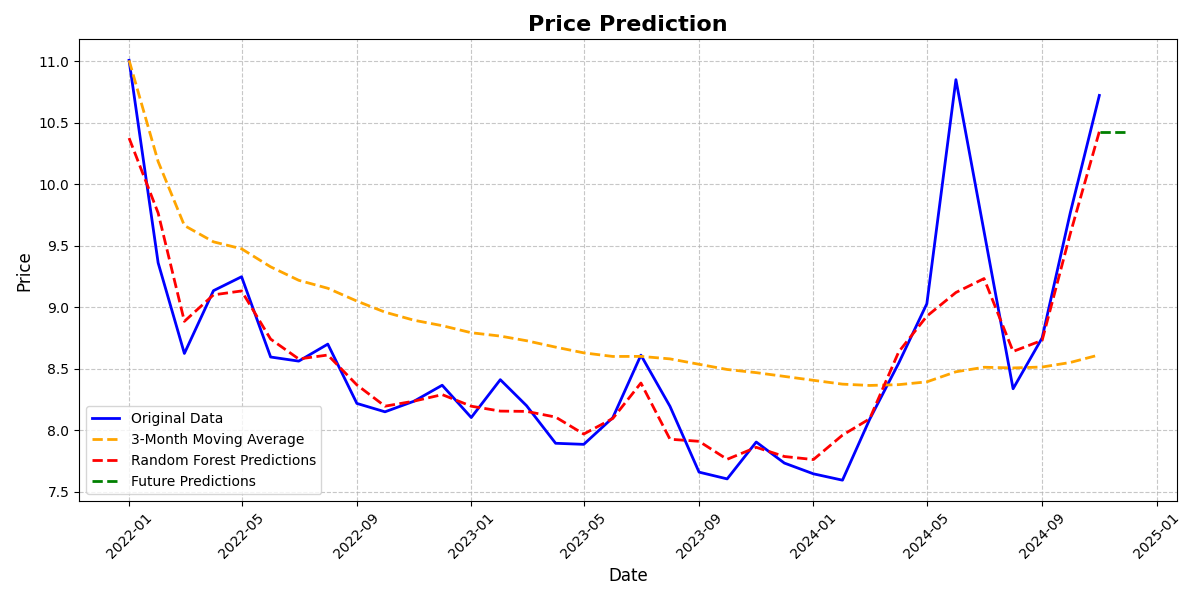 Price Prediction
11.0
10.5
10.0
9.5
9.0
8.5
8.0
7.5
Price
Original Data
3-Month Moving Average
Random Forest Predictions
Future Predictions
2022-01
2022-05
2022-09
2023-01
2023-05
2023-09
2024-01
2024-05
2024-09
2025-01
Date